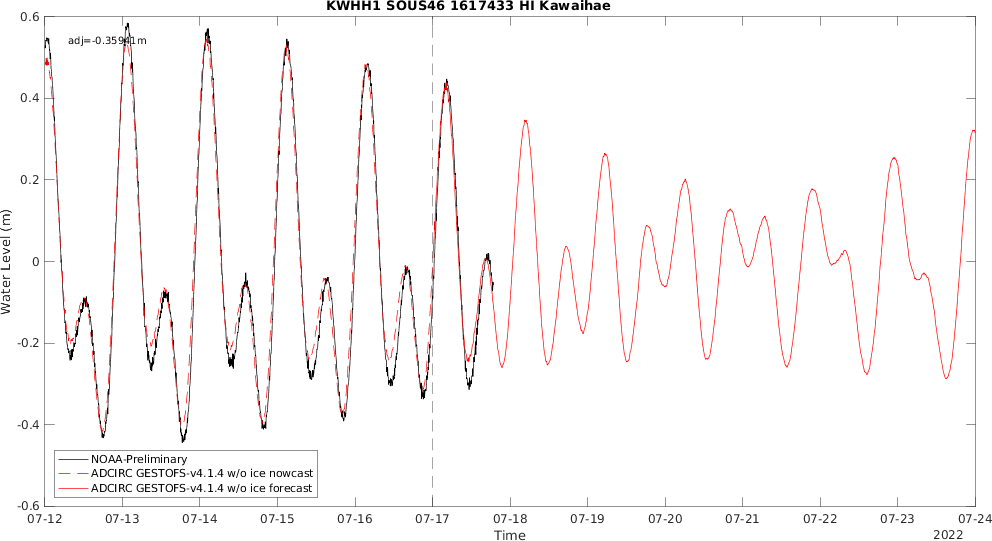 KWHH1 SOUS46 1617433 HI Kawaihae
adj=-0.35941m
Water Level (m)
0.6
0.4
0.2
0
-0.2
-0.4
-0.6
NOAA-Preliminary
ADCIRC GESTOFS-v4.1.4 w/o ice nowcast
ADCIRC GESTOFS-v4.1.4 w/o ice forecast
07-12 07-13 07-14 07-15 07-16 07-17 07-18 07-19 07-20 07-21 07-22 07-23 07-24
Time
2022